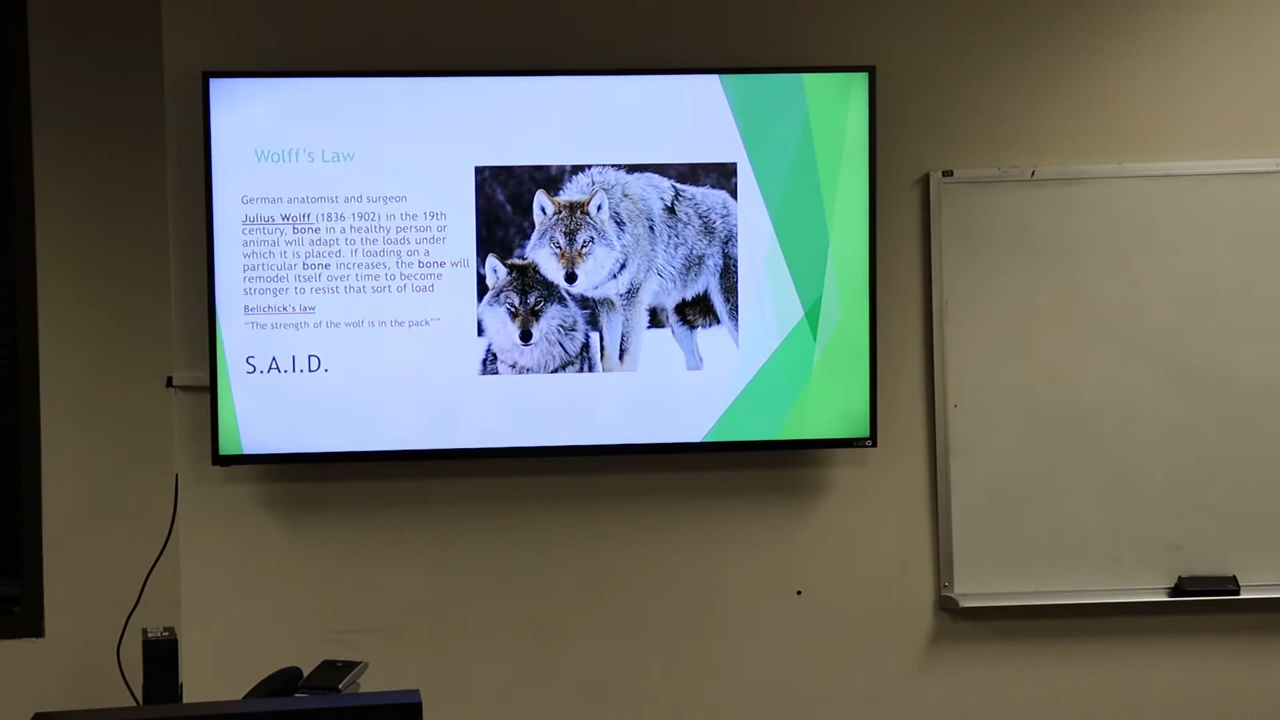 Wolff's Law
German anatomist and surgeon
Julius Wolff (1836-1902) in the 19th
century, bone in a healthy person or
animal will adapt to the loads under
which it is placed. If loading on a
particular bone increases, the bone will
remodel itself over time to become
stronger to resist that sort of load
Belichick's law
"The strength of the wolf is in the pack""
S.A.I.D.
VIZIO